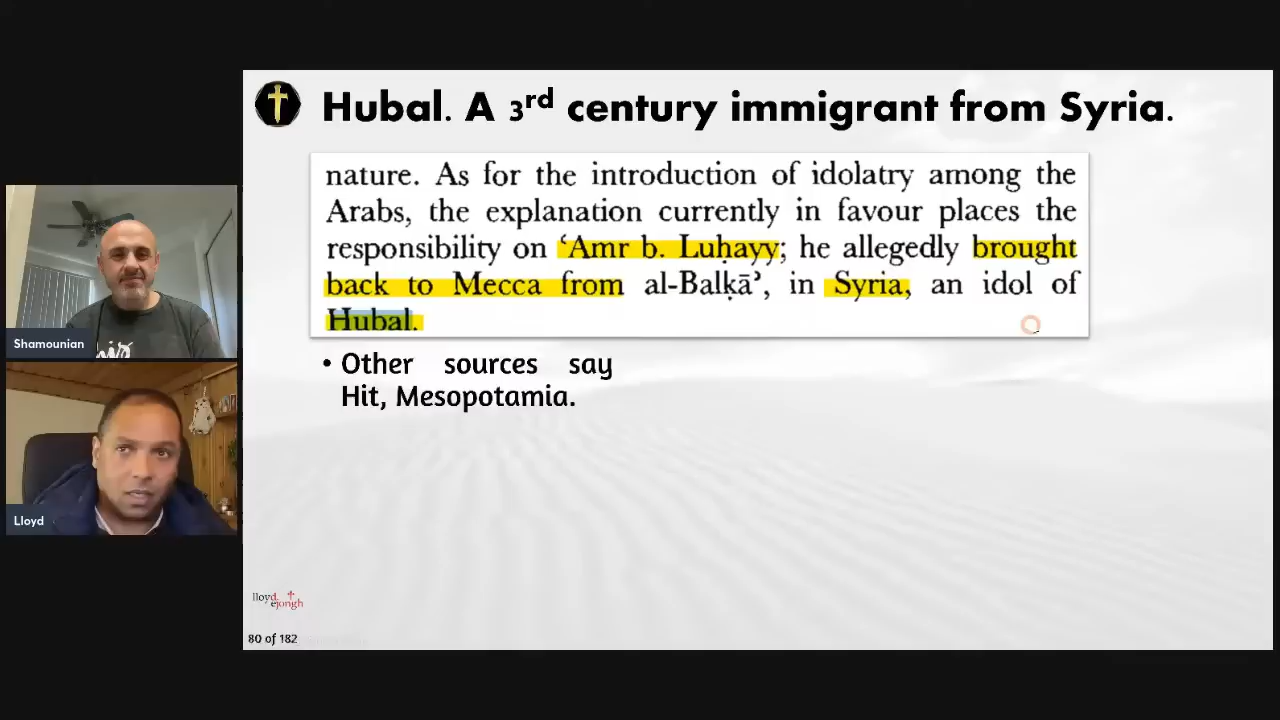 Hubal. A 3rd century immigrant from Syria.
nature. As for the introduction of idolatry among the
Arabs, the explanation currently in favour places the
responsibility on ‘Amr b. Luḥayy; he allegedly brought
back to Mecca from al-Balḳā’, in Syria, an idol of
Hubal.
• Other sources say
Hit, Mesopotamia.
Shamounian
Lloyd
lloyd
ejongh
80 of 182